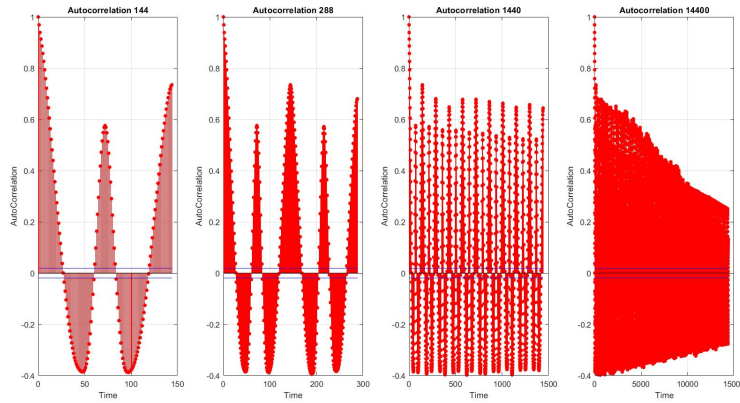 Autocorrelation 144
1
0.8
0.6
0.4
0.2
0
-0.2
-0.4
AutoCorrelation
0 50 100 150
Time
Autocorrelation 288
1
0.8
0.6
0.4
0.2
0
-0.2
-0.4
AutoCorrelation
0 100 200 300
Time
Autocorrelation 1440
1
0.8
0.6
0.4
0.2
0
-0.2
-0.4
AutoCorrelation
0 500 1000 1500
Time
Autocorrelation 14400
1
0.8
0.6
0.4
0.2
0
-0.2
-0.4
AutoCorrelation
0 5000 10000 15000
Time